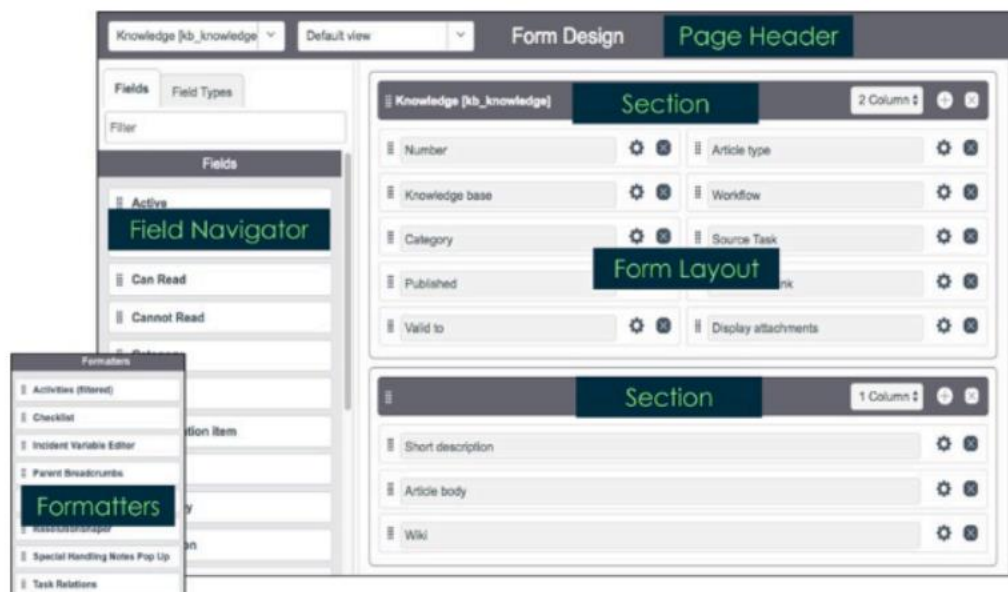 Knowledge [kb_knowledge Default view Form Design Page Header
Fields Field Types
Filter
Fields
Active
Field Navigator
Can Read
Cannot Read
Knowledge [kb_knowledge] Section 2 Column
Number Article type
Knowledge base Workflow
Category Source Task
Form Layout
Published
Valid to Display attachments
Section 1 Column
Short description
Article body
Wiki
Formatters
Activities (filtered)
Checklist
Incident Variable Editor
Parent Breadcrumbs
Formatters
Special Handling Notes Pop Up
Task Relations